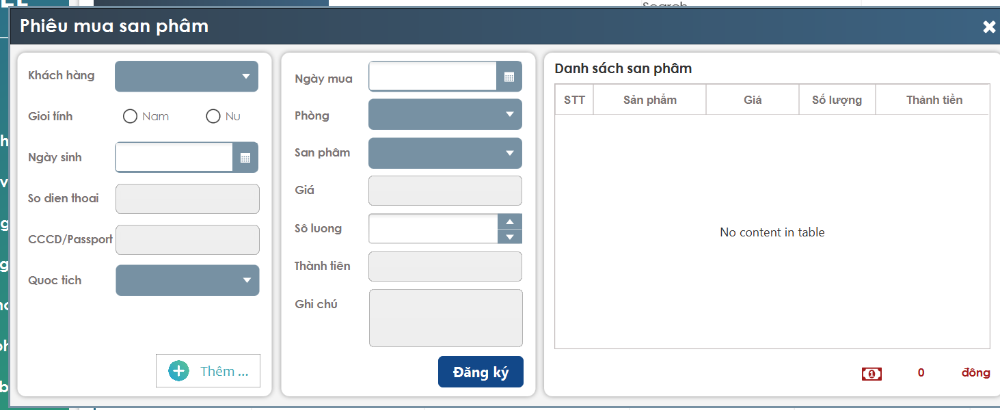 Phiêu mua san phâm
Khách hàng
Gioi tính
Nam
Nu
Ngày sinh
So dien thoai
CCCD/Passport
Quoc tich
Thêm ...
Ngày mua
Phòng
San phâm
Giá
Sô luong
Thành tiên
Ghi chú
Đăng ký
Danh sách san phâm
STT
Sản phẩm
Giá
Số lượng
Thành tiền
No content in table
0
đông